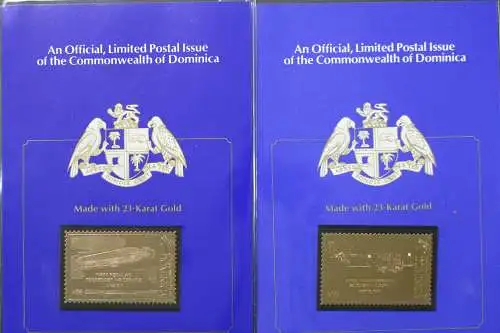 An Official, Limited Postal Issue
of the Commonwealth of Dominica
Made with 23-Karat Gold
An Official, Limited Postal Issue
of the Commonwealth of Dominica
Made with 23-Karat Gold